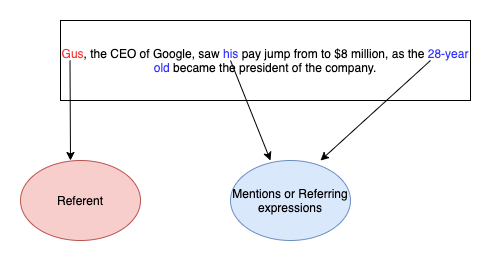 Gus, the CEO of Google, saw his pay jump from to $8 million, as the 28-year
old became the president of the company.
Referent
Mentions or Referring
expressions